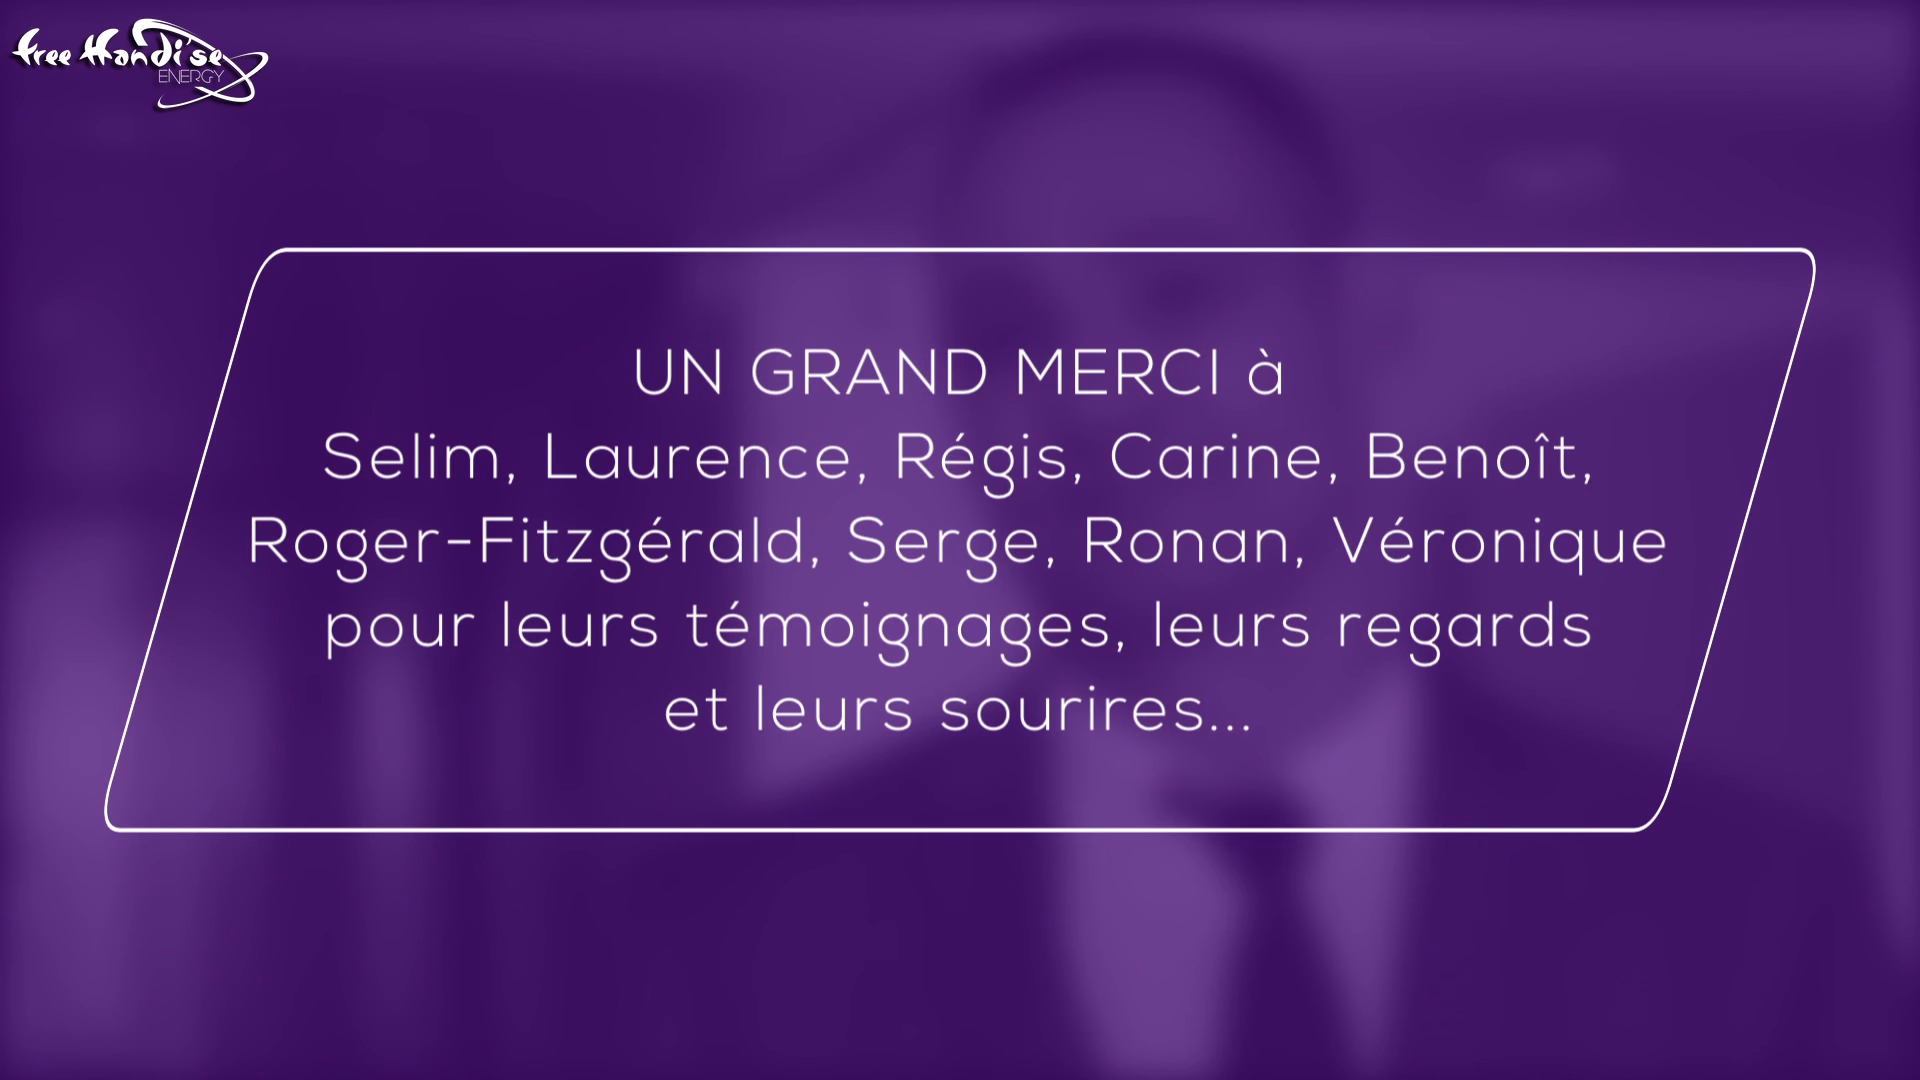 Free Handi'se
ENERGY
UN GRAND MERCI à
Selim, Laurence, Régis, Carine, Benoît,
Roger-Fitzgérald, Serge, Ronan, Véronique
pour leurs témoignages, leurs regards
et leurs sourires...